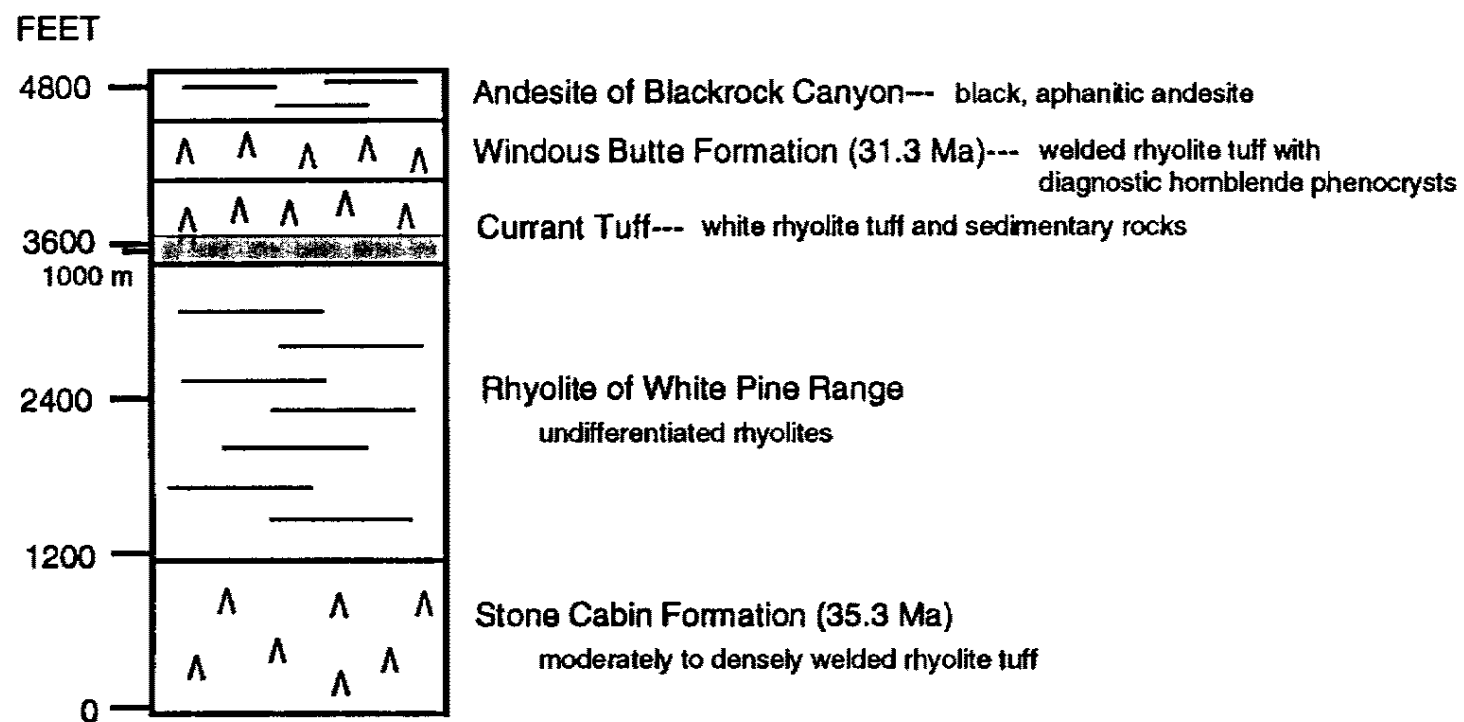 FEET
4800
Andesite of Blackrock Canyon--- black, aphanitic andesite
Windous Butte Formation (31.3 Ma)--- welded rhyolite tuff with
diagnostic hornblende phenocrysts
Currant Tuff--- white rhyolite tuff and sedimentary rocks
3600
1000 m
2400
Rhyolite of White Pine Range
undifferentiated rhyolites
1200
Stone Cabin Formation (35.3 Ma)
moderately to densely welded rhyolite tuff
0